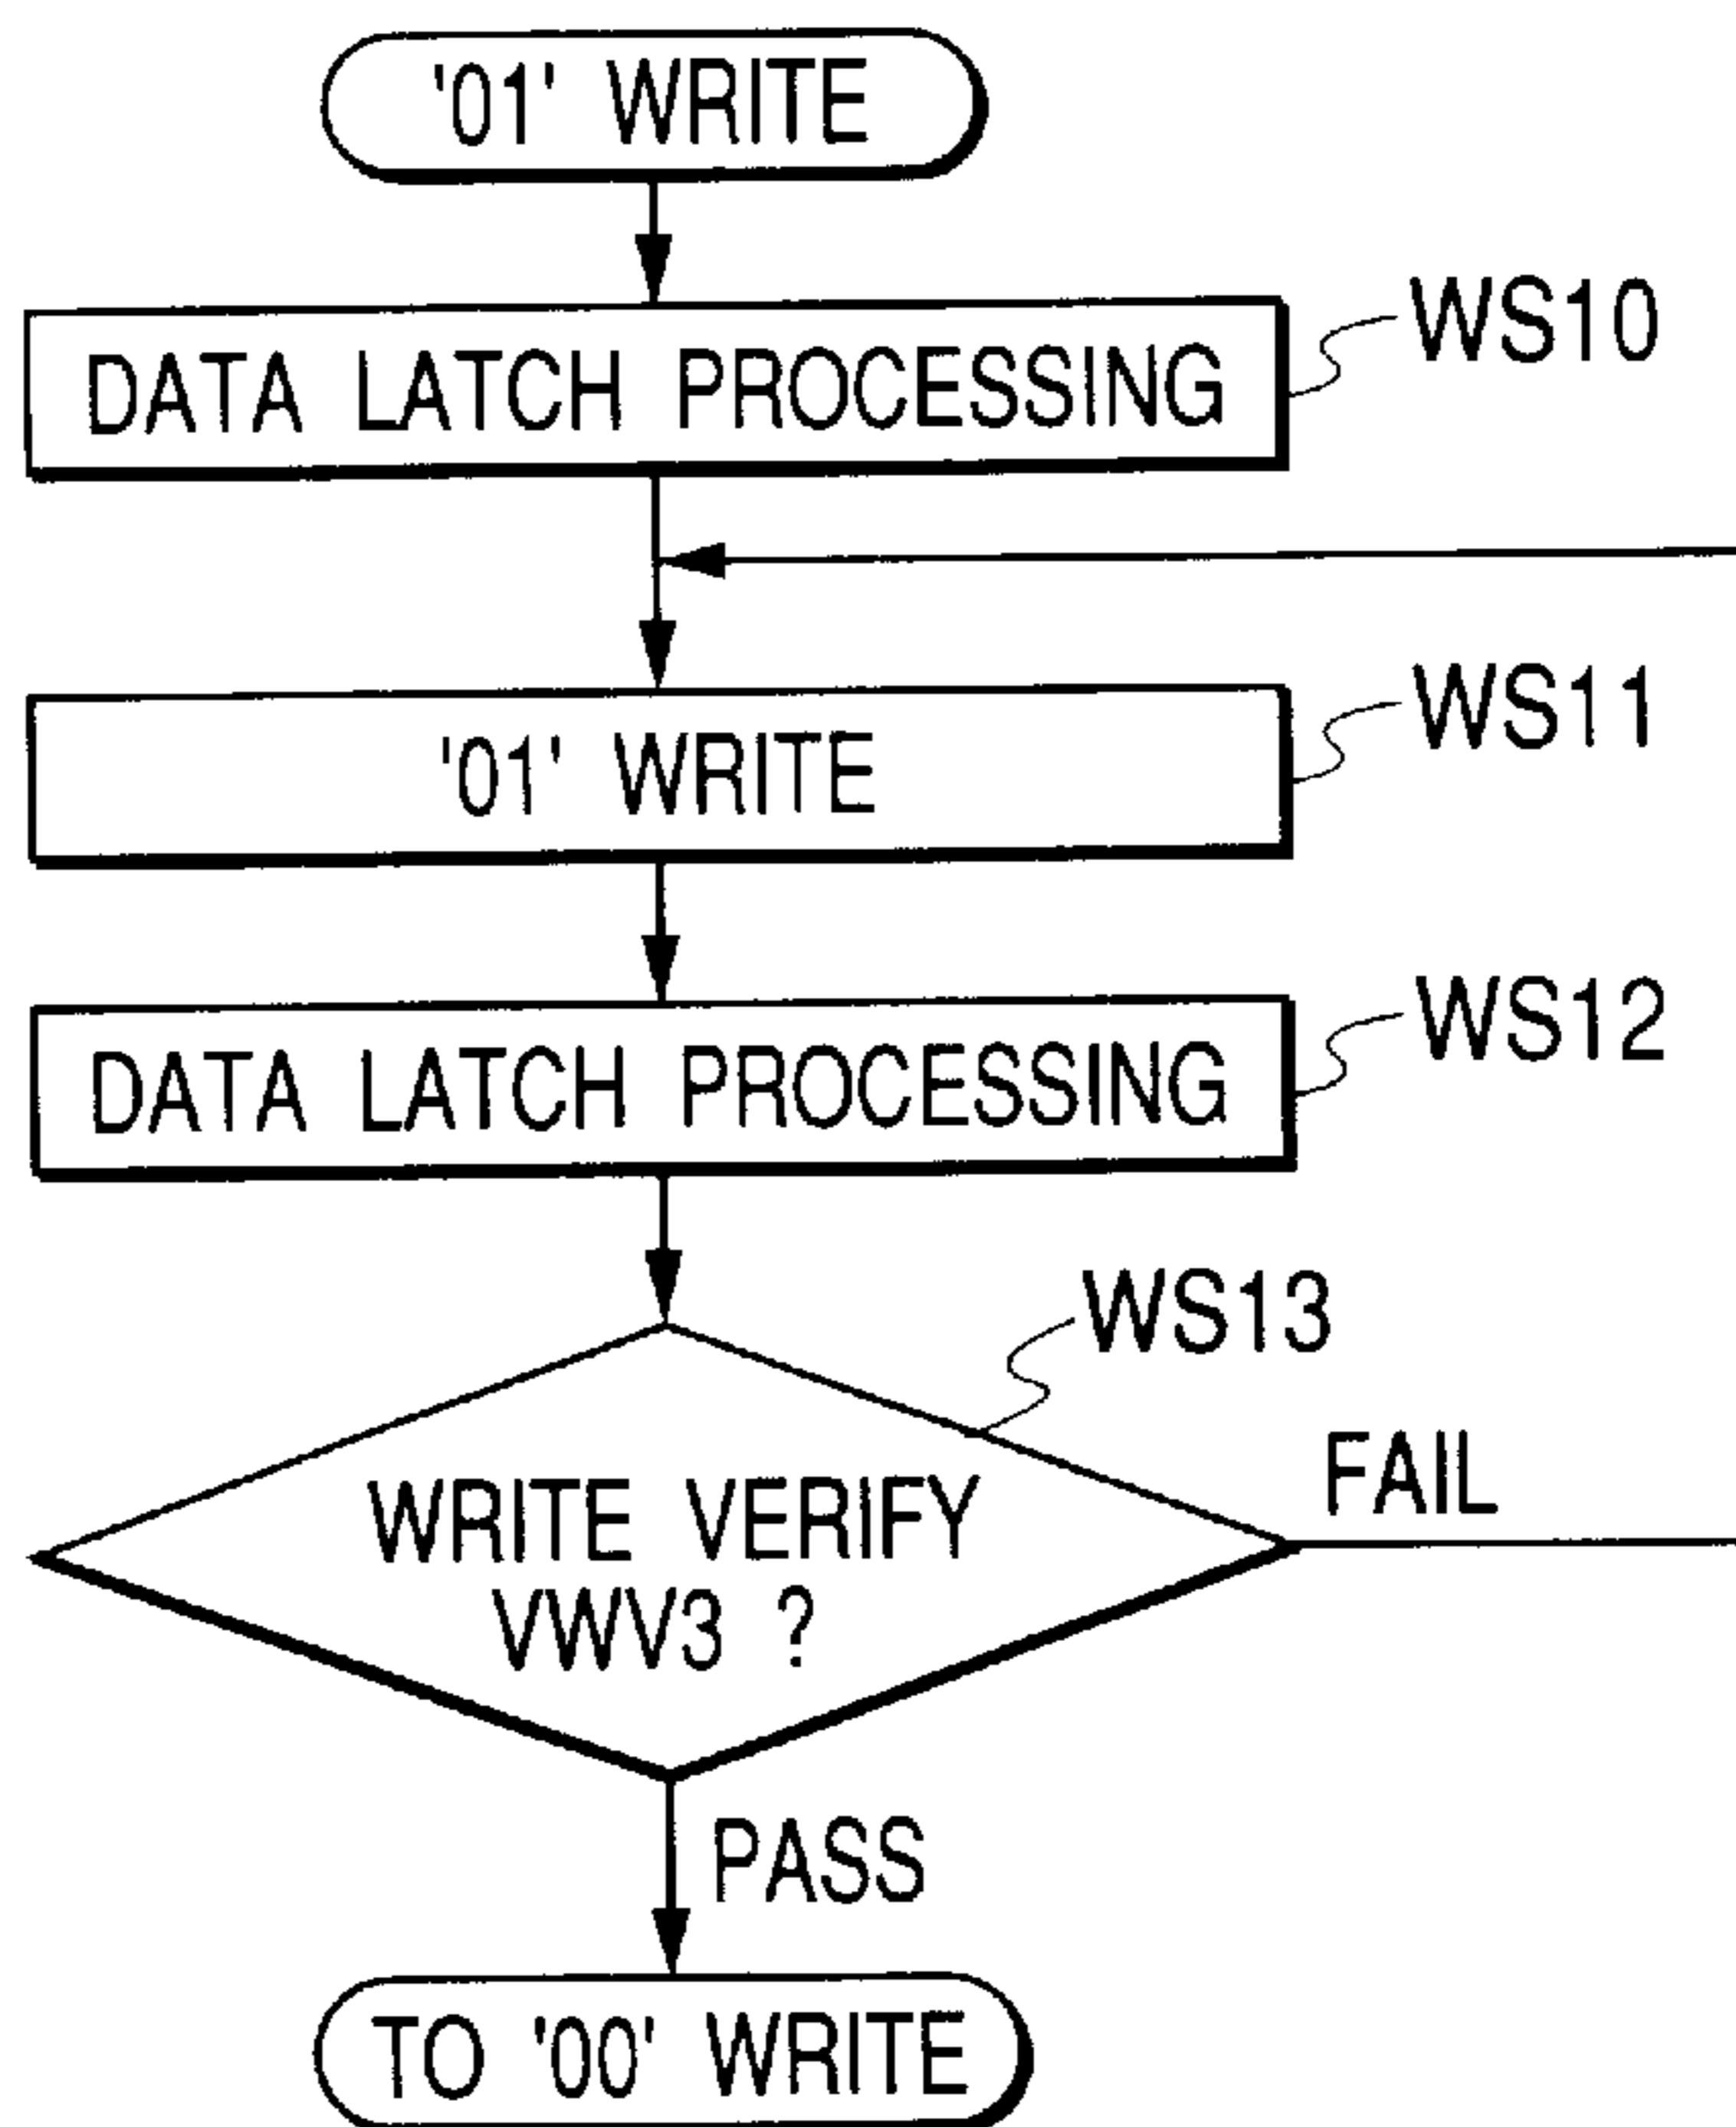 '01' WRITE
DATA LATCH PROCESSING
WS10
'01' WRITE
WS11
DATA LATCH PROCESSING
WS12
WS13
WRITE VERIFY
VWV3 ?
FAIL
PASS
TO '00' WRITE